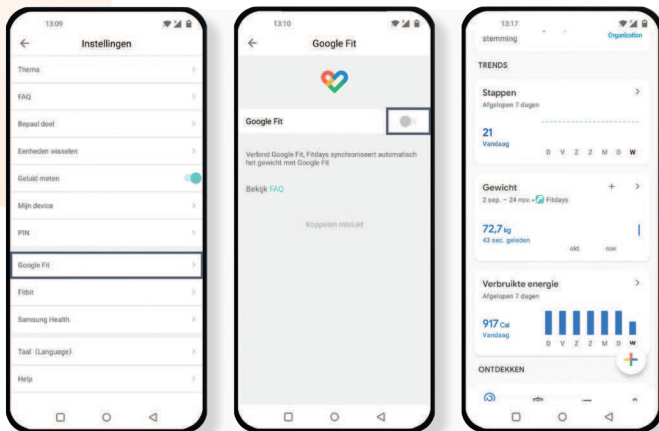 13:09
Instellingen
Thema
FAQ
Bepaal doel
Eenheden wisselen
Geluid meten
Mijn device
PIN
Google Fit
Fitbit
Samsung Health
Taal (Language)
Help
13:10
Google Fit
Google Fit
Verbind Google Fit, Fitdays synchroniseert automatisch
het gewicht met Google Fit
Bekijk FAQ
Koppelen mislukt
13:17
stemming
Organization
TRENDS
Stappen
Afgelopen 7 dagen
21
Vandaag
D V Z Z M D W
Gewicht
2 sep. – 24 nov. • Fitdays
72,7 kg
43 sec. geleden
okt. nov.
Verbruikte energie
Afgelopen 7 dagen
917 Cal
Vandaag
D V Z Z M D W
ONTDEKKEN